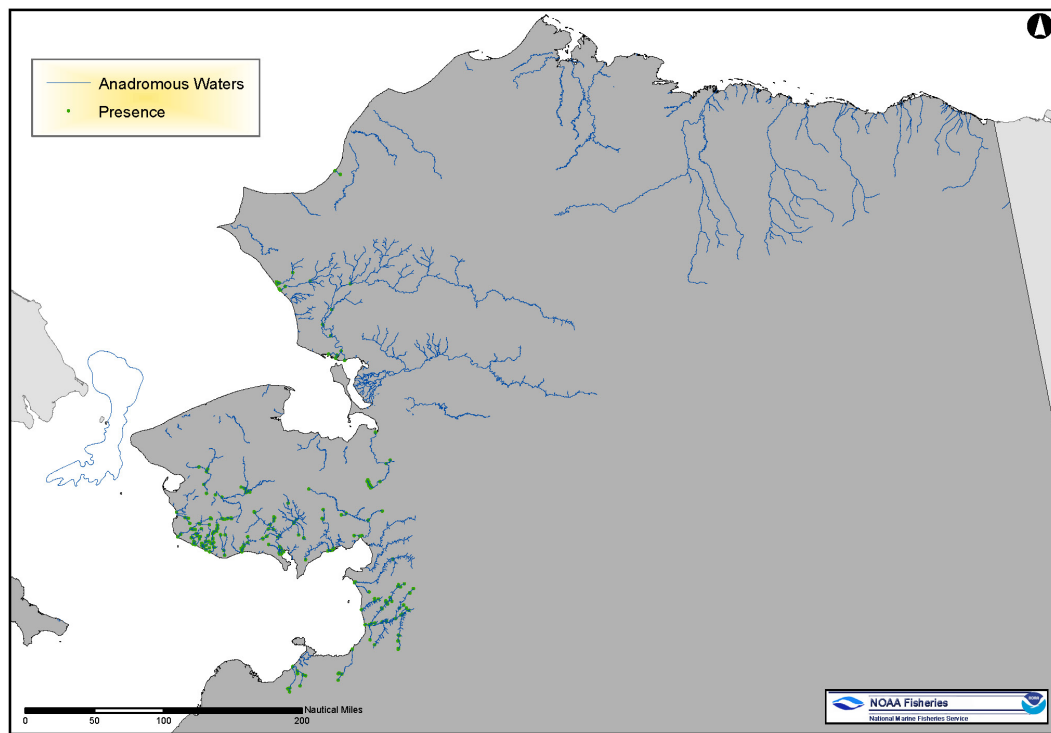 Anadromous Waters
Presence
Nautical Miles
0 50 100 200
NOAA Fisheries
National Marine Fisheries Service